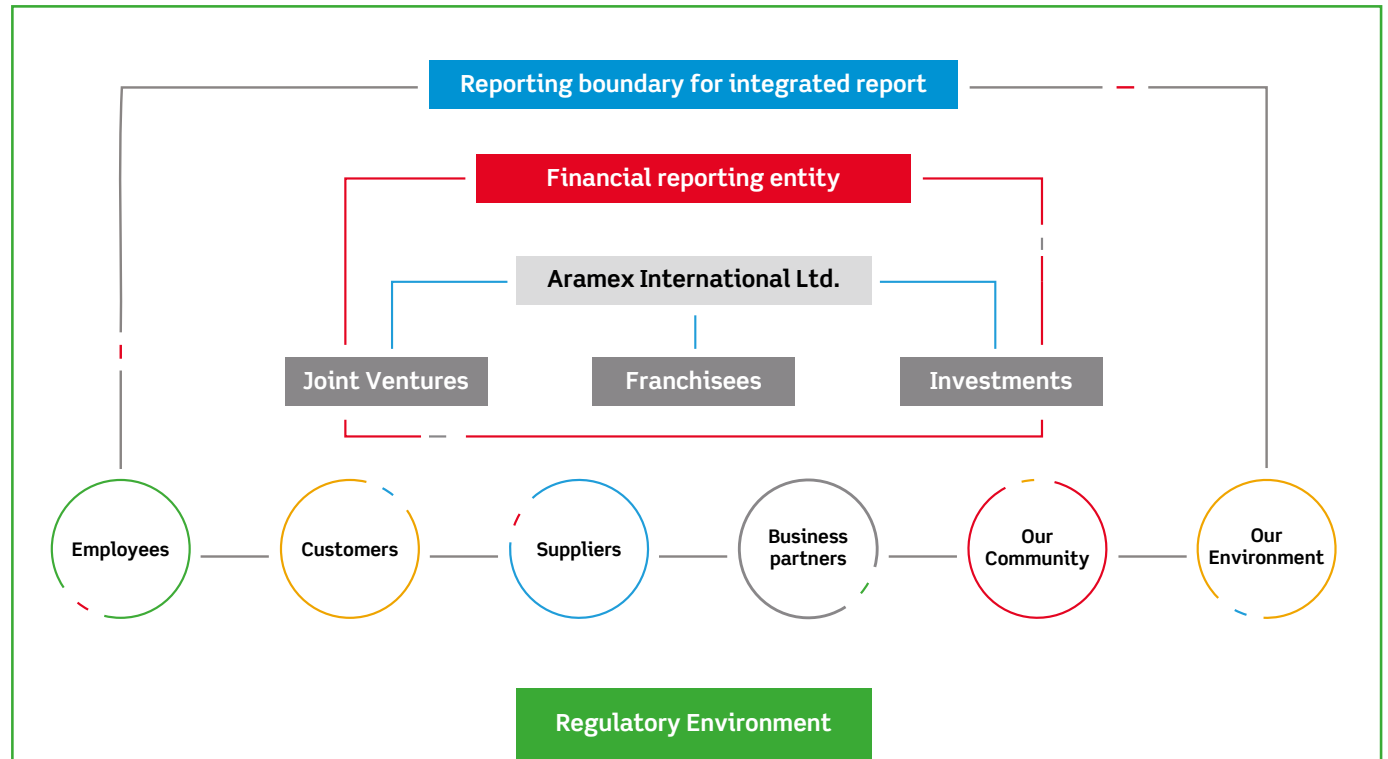 Reporting boundary for integrated report
Financial reporting entity
Aramex International Ltd.
Joint Ventures
Franchisees
Investments
Employees
Customers
Suppliers
Business
partners
Our
Community
Our
Environment
Regulatory Environment